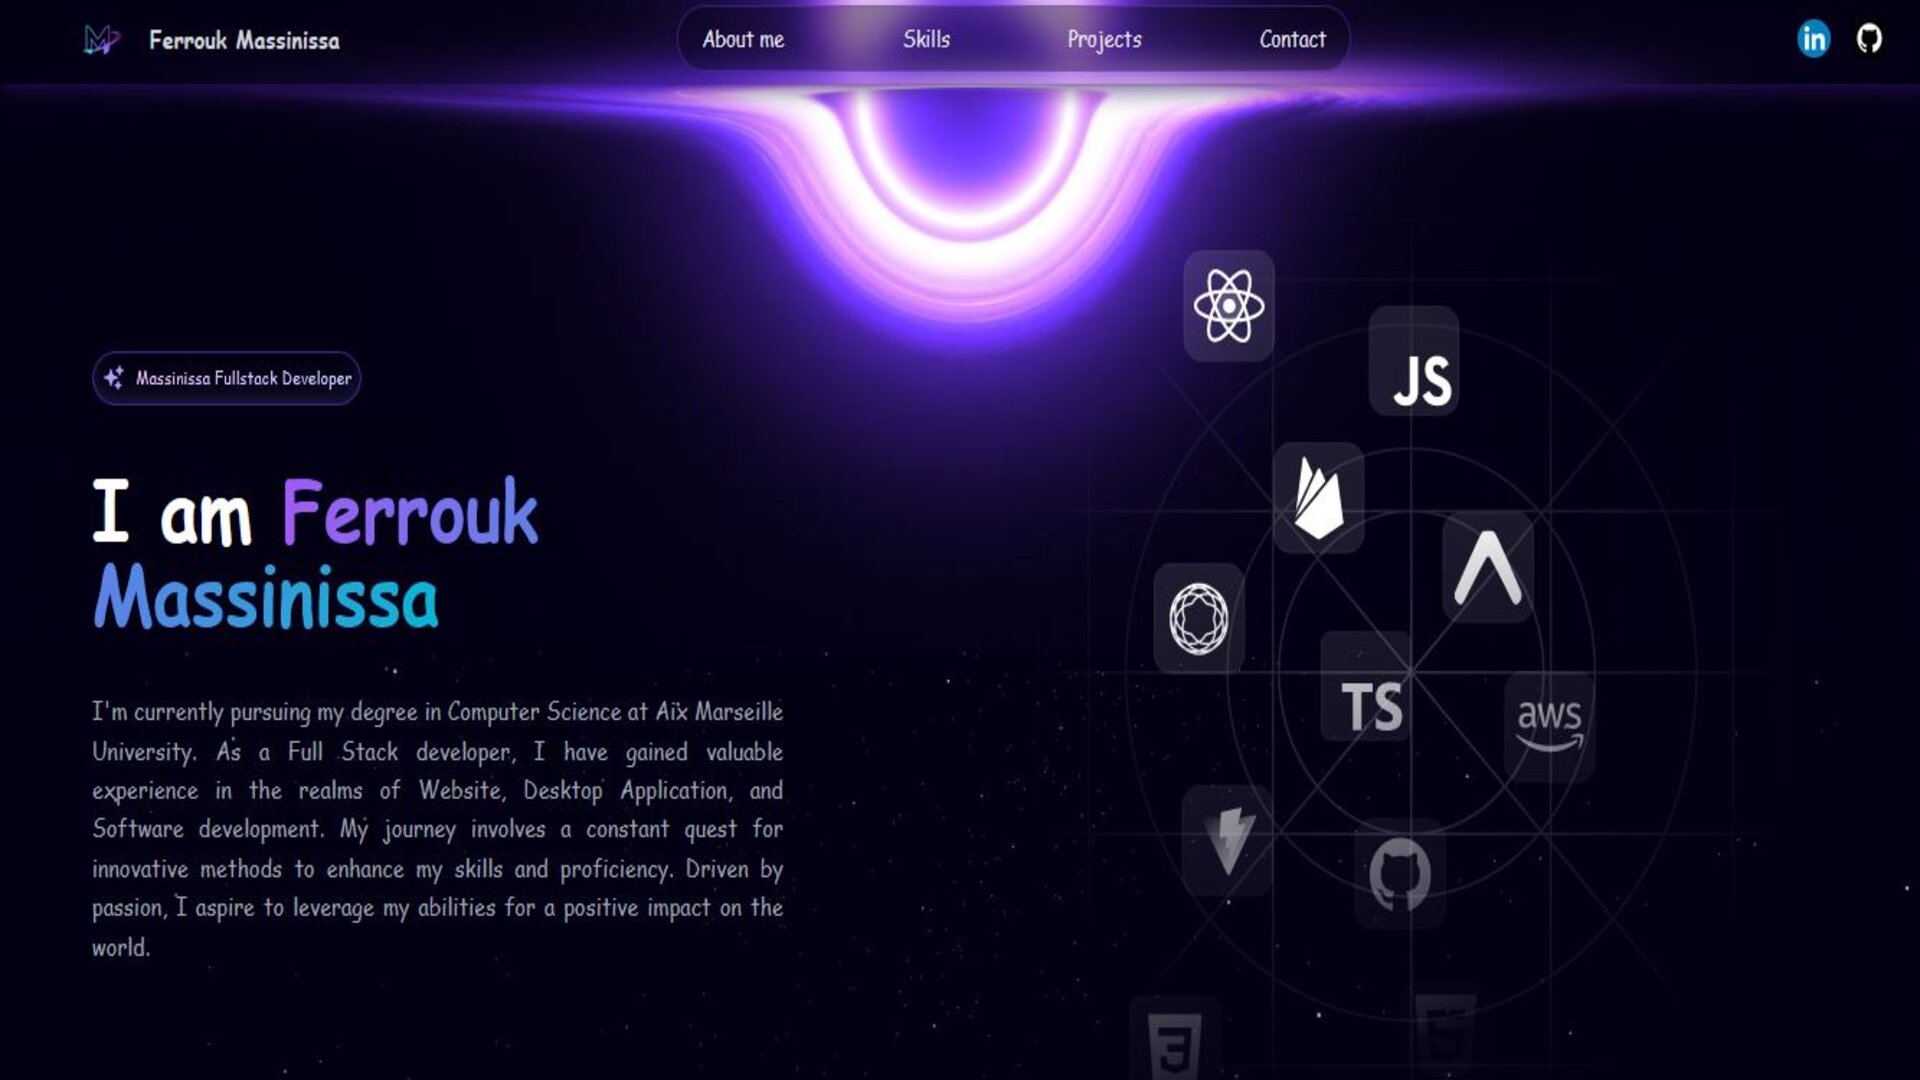 Ferrouk Massinissa
About me
Skills
Projects
Contact
in
Massinissa Fullstack Developer
I am Ferrouk
Massinissa
I'm currently pursuing my degree in Computer Science at Aix Marseille
University. As a Full Stack developer, I have gained valuable
experience in the realms of Website, Desktop Application, and
Software development. My journey involves a constant quest for
innovative methods to enhance my skills and proficiency. Driven by
passion, I aspire to leverage my abilities for a positive impact on the
world.
JS
TS
aws
3
5